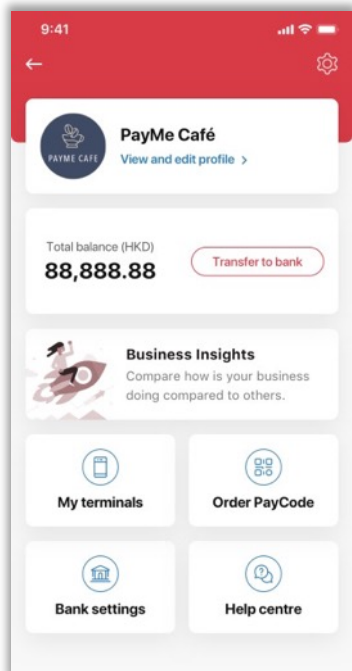 9:41
PayMe Café
PAYME CAFE
View and edit profile >
Total balance (HKD)
88,888.88
Transfer to bank
Business Insights
Compare how is your business
doing compared to others.
My terminals
Order PayCode
Bank settings
Help centre